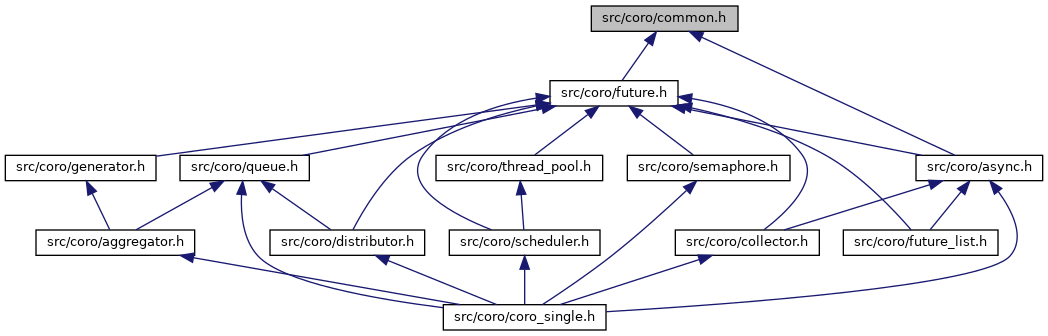 src/coro/common.h
src/coro/future.h
src/coro/generator.h
src/coro/queue.h
src/coro/thread_pool.h
src/coro/semaphore.h
src/coro/async.h
src/coro/aggregator.h
src/coro/distributor.h
src/coro/scheduler.h
src/coro/collector.h
src/coro/future_list.h
src/coro/coro_single.h